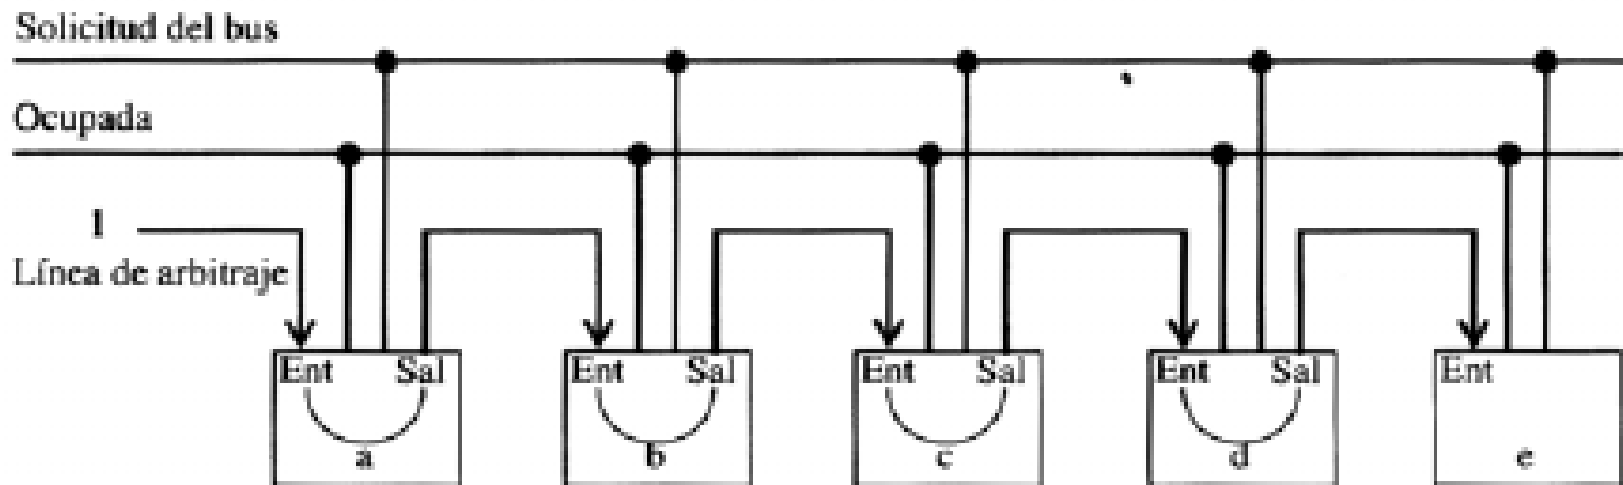 Solicitud del bus
Ocupada
1
Línea de arbitraje
Ent Sal Ent Sal Ent Sal Ent Sal Ent
a b c d e